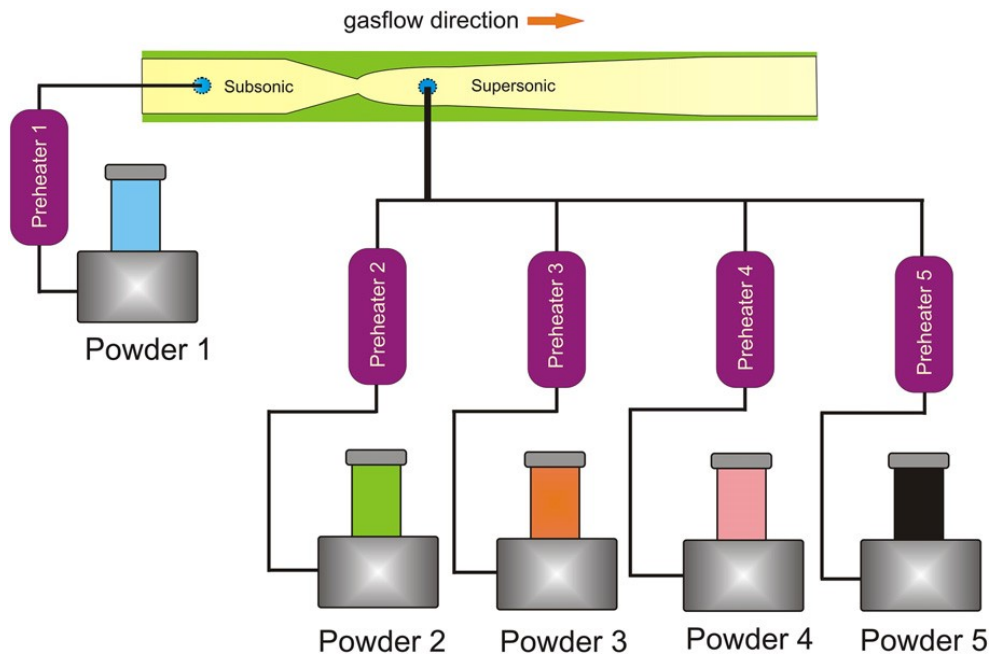 gasflow direction
Subsonic
Supersonic
Preheater 1
Powder 1
Preheater 2
Preheater 3
Preheater 4
Preheater 5
Powder 2
Powder 3
Powder 4
Powder 5